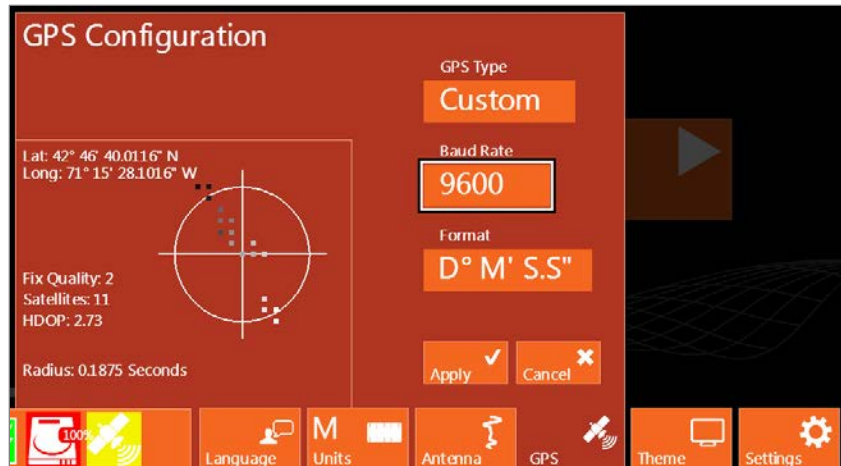 GPS Configuration
GPS Type
Custom
Lat: 42° 46' 40.0116" N
Long: 71° 15' 28.1016" W
Baud Rate
9600
Format
D° M' S.S"
Fix Quality: 2
Satellites: 11
HDOP: 2.73
Radius: 0.1875 Seconds
Apply
Cancel
100%
Language
M
Units
Antenna
GPS
Theme
Settings